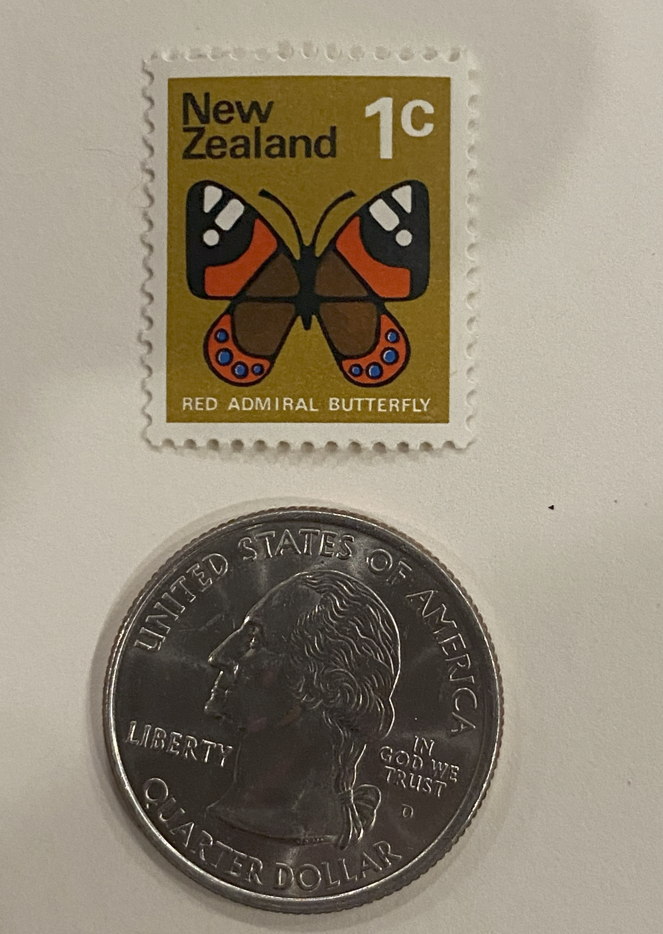 New
Zealand
1c
RED ADMIRAL BUTTERFLY
UNITED STATES OF AMERICA
LIBERTY
IN
GOD WE
TRUST
D
QUARTER DOLLAR